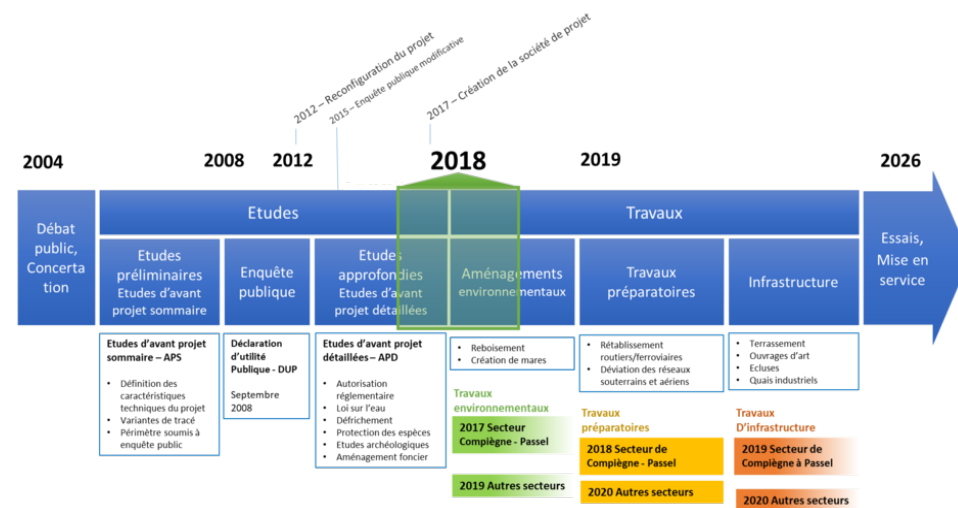 2012 – Reconfiguration du projet
2015 – Enquête publique modificative
2017 – Création de la société de projet
2004
2008
2012
2018
2019
2026
Débat
public,
Concerta
tion
Etudes
Travaux
Etudes
préliminaires
Etudes d'avant
projet sommaire
Enquête
publique
Etudes
approfondies
Etudes d'avant
projet détaillées
Aménagements
environnementaux
Travaux
préparatoires
Infrastructure
Essais,
Mise en
service
Etudes d'avant projet
sommaire – APS
• Définition des
caractéristiques
techniques du projet
• Variantes de tracé
• Périmètre soumis à
enquête public
Déclaration
d'utilité
Publique - DUP
Septembre
2008
Etudes d'avant projet
détaillées – APD
• Autorisation
réglementaire
• Loi sur l'eau
• Défrichement
• Protection des espèces
• Etudes archéologiques
• Aménagement foncier
• Reboisement
• Création de mares
Travaux
environnementaux
2017 Secteur
Compiègne - Passel
2019 Autres secteurs
• Rétablissement
routiers/ferroviaires
• Déviation des réseaux
souterrains et aériens
Travaux
préparatoires
2018 Secteur de
Compiègne - Passel
2020 Autres secteurs
• Terrassement
• Ouvrages d'art
• Ecluses
• Quais industriels
Travaux
D'infrastructure
2019 Secteur de
Compiègne à Passel
2020 Autres secteurs